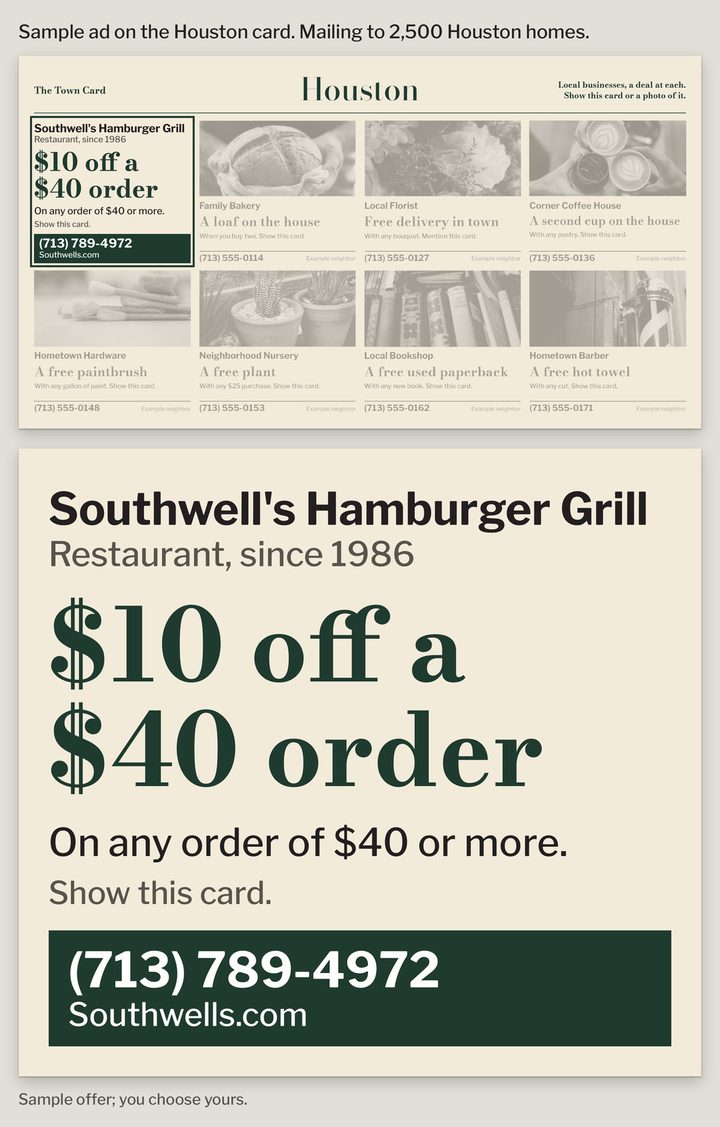 Sample ad on the Houston card. Mailing to 2,500 Houston homes.
The Town Card
Houston
Local businesses, a deal at each.
Show this card or a photo of it.
Southwell's Hamburger Grill
Restaurant, since 1986
$10 off a
$40 order
On any order of $40 or more.
Show this card.
(713) 789-4972
Southwells.com
Family Bakery
A loaf on the house
When you buy two. Show this card.
(713) 555-0114
Example neighbor
Local Florist
Free delivery in town
With any bouquet. Mention this card.
(713) 555-0127
Example neighbor
Corner Coffee House
A second cup on the house
With any pastry. Show this card.
(713) 555-0136
Example neighbor
Hometown Hardware
A free paintbrush
With any gallon of paint. Show this card.
(713) 555-0148
Example neighbor
Neighborhood Nursery
A free plant
With any $25 purchase. Show this card.
(713) 555-0153
Example neighbor
Local Bookshop
A free used paperback
With any new book. Show this card.
(713) 555-0162
Example neighbor
Hometown Barber
A free hot towel
With any cut. Show this card.
(713) 555-0171
Example neighbor
Southwell's Hamburger Grill
Restaurant, since 1986
$10 off a
$40 order
On any order of $40 or more.
Show this card.
(713) 789-4972
Southwells.com
Sample offer; you choose yours.